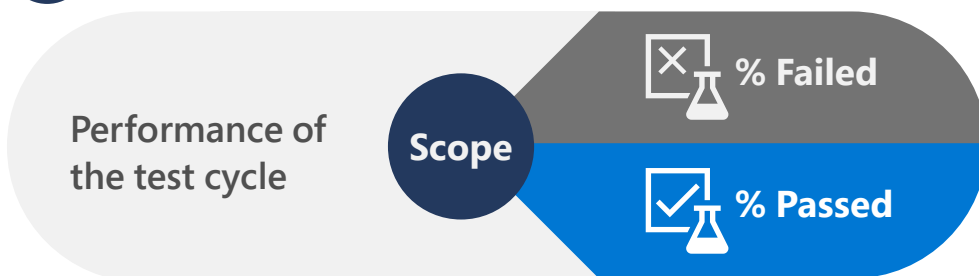 Performance of
the test cycle
Scope
% Failed
% Passed